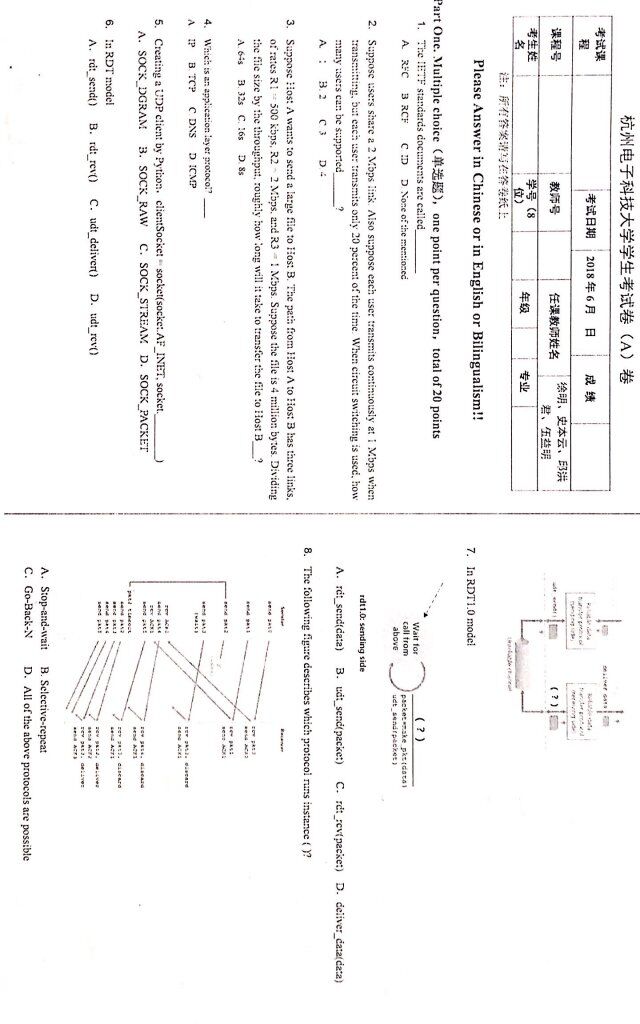 杭州电子科技大学学生考试卷（A）卷
考试课程 考试日期 2018 年 6 月 日 成 绩
课程号 教师号 任课教师姓名 徐明、史本云、邱洪君、伍益明
考生姓名 学号（8位） 年级 专业
注：所有答案请写在答卷纸上
Please Answer in Chinese or in English or Bilingualism!!
Part One. Multiple choice（单选题），one point per question, total of 20 points
1. The IETF standards documents are called________
A. RFC B. RCF C. ID D. None of the mentioned
2. Suppose users share a 2 Mbps link. Also suppose each user transmits continuously at 1 Mbps when
transmitting, but each user transmits only 20 percent of the time. When circuit switching is used, how
many users can be supported______?
A. 1 B. 2 C 3 D. 4
3. Suppose Host A wants to send a large file to Host B. The path from Host A to Host B has three links,
of rates R1 = 500 kbps, R2 = 2 Mbps, and R3 = 1 Mbps. Suppose the file is 4 million bytes. Dividing
the file size by the throughput, roughly how long will it take to transfer the file to Host B___?
A. 64s B. 32s C. 16s D. 8s
4. Which is an application layer protocol? ____
A IP B. TCP C. DNS D. ICMP
5. Creating a UDP client by Python, clientSocket = socket(socket.AF_INET, socket.________)
A. SOCK_DGRAM B. SOCK_RAW C. SOCK_STREAM D. SOCK_PACKET
6. In RDT model
A. rdt_send() B. rdt_rcv() C. udt_deliver() D. udt_rcv()
deliver data
Reliable data
transfer protocol
(sending side)
Reliable data
transfer protocol
(receiving side)
udt_send()
( ? )
Unreliable channel
7. In RDT1.0 model
Wait for
call from
above
( ? )
packet=make_pkt(data)
udt_send(packet)
rdt1.0: sending side
A. rdt_send(data) B. udt_send(packet) C. rdt_rcv(packet) D. deliver_data(data)
8. The following figure describes which protocol runs instance ( )?
Sender Receiver
send pkt0
rcv pkt0
send ACK0
send pkt1
rcv pkt1
send ACK1
send pkt2
send pkt3
(wait)
rcv pkt3, discard
send ACK1
rcv ACK0
send pkt4
rcv ACK1
send pkt5
rcv pkt4, discard
send ACK1
pkt2 timeout
send pkt2
send pkt3
send pkt4
send pkt5
rcv pkt5, discard
send ACK1
rcv pkt2, deliver
send ACK2
rcv pkt3, deliver
send ACK3
A. Stop-and-wait B. Selective-repeat
C. Go-Back-N D. All of the above protocols are possible